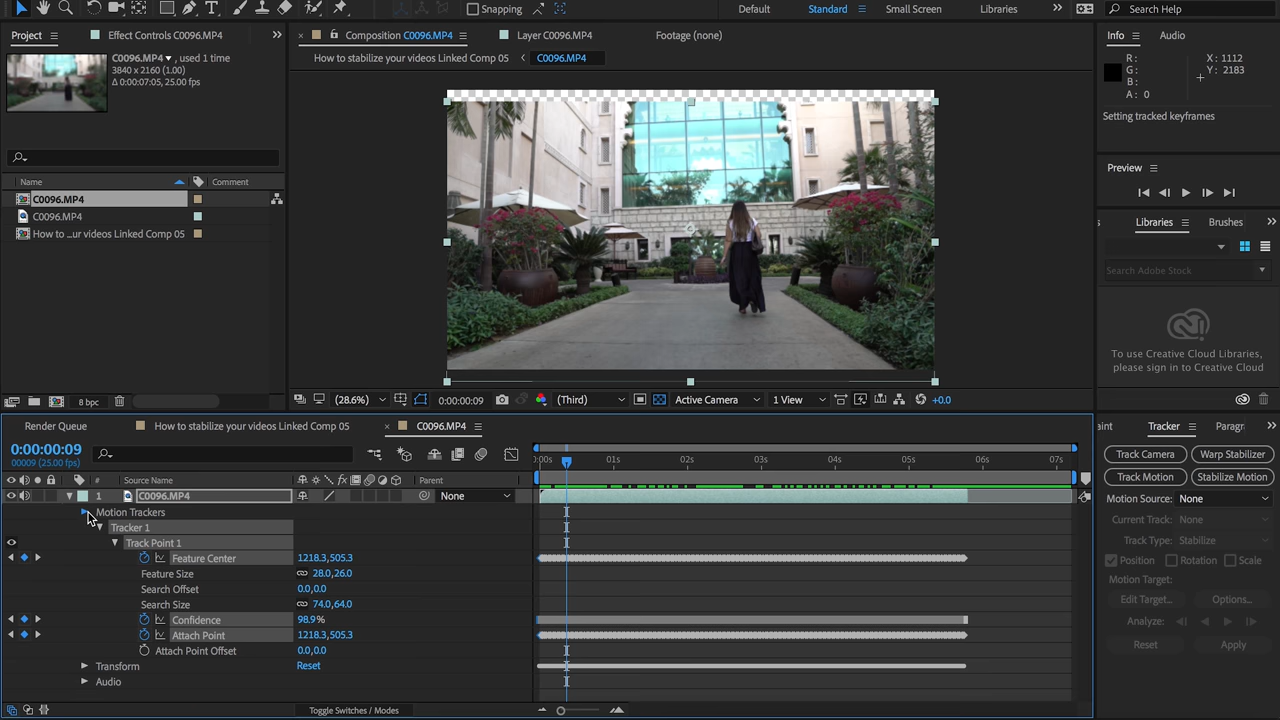 Snapping
Default
Standard
Small Screen
Libraries
Search Help
Project
Effect Controls C0096.MP4
Composition C0096.MP4
Layer C0096.MP4
Footage (none)
Info
Audio
C0096.MP4 , used 1 time
3840 x 2160 (1.00)
Δ 0:00:07:05, 25.00 fps
How to stabilize your videos Linked Comp 05
C0096.MP4
R:
G:
B:
A: 0
X: 1112
Y: 2183
Setting tracked keyframes
Preview
Name
Comment
C0096.MP4
C0096.MP4
How to ...ur videos Linked Comp 05
Libraries
Brushes
Search Adobe Stock
To use Creative Cloud Libraries,
please sign in to Creative Cloud
8 bpc
(28.6%)
0:00:00:09
(Third)
Active Camera
1 View
+0.0
Render Queue
How to stabilize your videos Linked Comp 05
C0096.MP4
aint
Tracker
Paragr
0:00:00:09
00009 (25.00 fps)
:00s
01s
02s
03s
04s
05s
06s
07s
Track Camera
Warp Stabilizer
Track Motion
Stabilize Motion
#
Source Name
Parent
1
C0096.MP4
None
Motion Source:
None
Motion Trackers
Current Track:
None
Tracker 1
Track Type:
Stabilize
Track Point 1
Position
Rotation
Scale
Feature Center
1218.3,505.3
Feature Size
28.0,26.0
Motion Target:
Search Offset
0.0,0.0
Edit Target...
Options...
Search Size
74.0,64.0
Confidence
98.9%
Analyze:
Attach Point
1218.3,505.3
Attach Point Offset
0.0,0.0
Reset
Apply
Transform
Reset
Audio
Toggle Switches / Modes